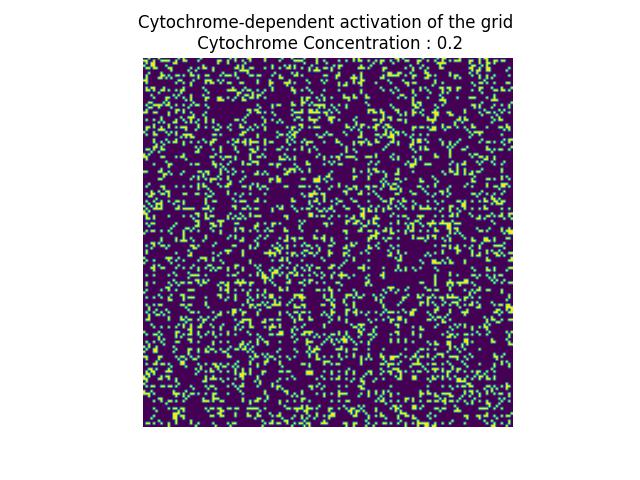 Cytochrome-dependent activation of the grid
Cytochrome Concentration : 0.2